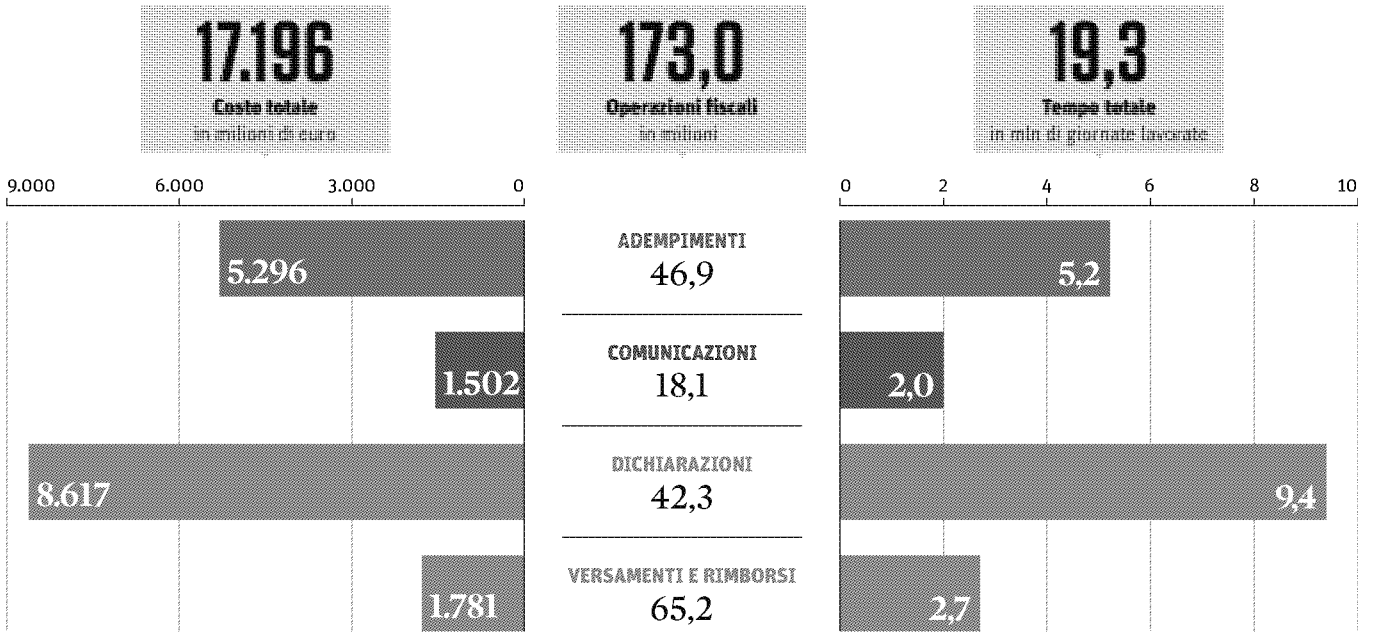 17.196
Costo totale
in milioni di euro
173,0
Operazioni fiscali
in milioni
19,3
Tempo totale
in mln di giornate lavorate
9.000 6.000 3.000 0
0 2 4 6 8 10
5.296
ADEMPIMENTI
46,9
5,2
1.502
COMUNICAZIONI
18,1
2,0
8.617
DICHIARAZIONI
42,3
9,4
1.781
VERSAMENTI E RIMBORSI
65,2
2,7